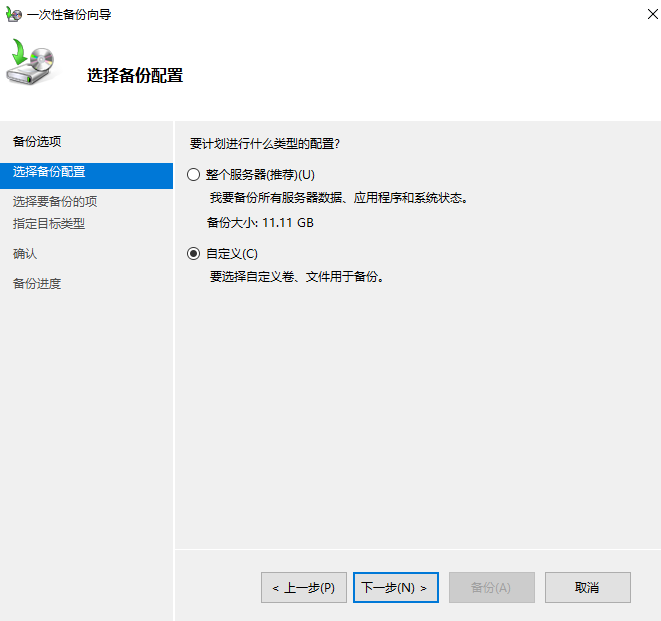 一次性备份向导
选择备份配置
备份选项
选择备份配置
选择要备份的项
指定目标类型
确认
备份进度
要计划进行什么类型的配置?
整个服务器(推荐)(U)
我要备份所有服务器数据、应用程序和系统状态。
备份大小: 11.11 GB
自定义(C)
要选择自定义卷、文件用于备份。
< 上一步(P)
下一步(N) >
备份(A)
取消